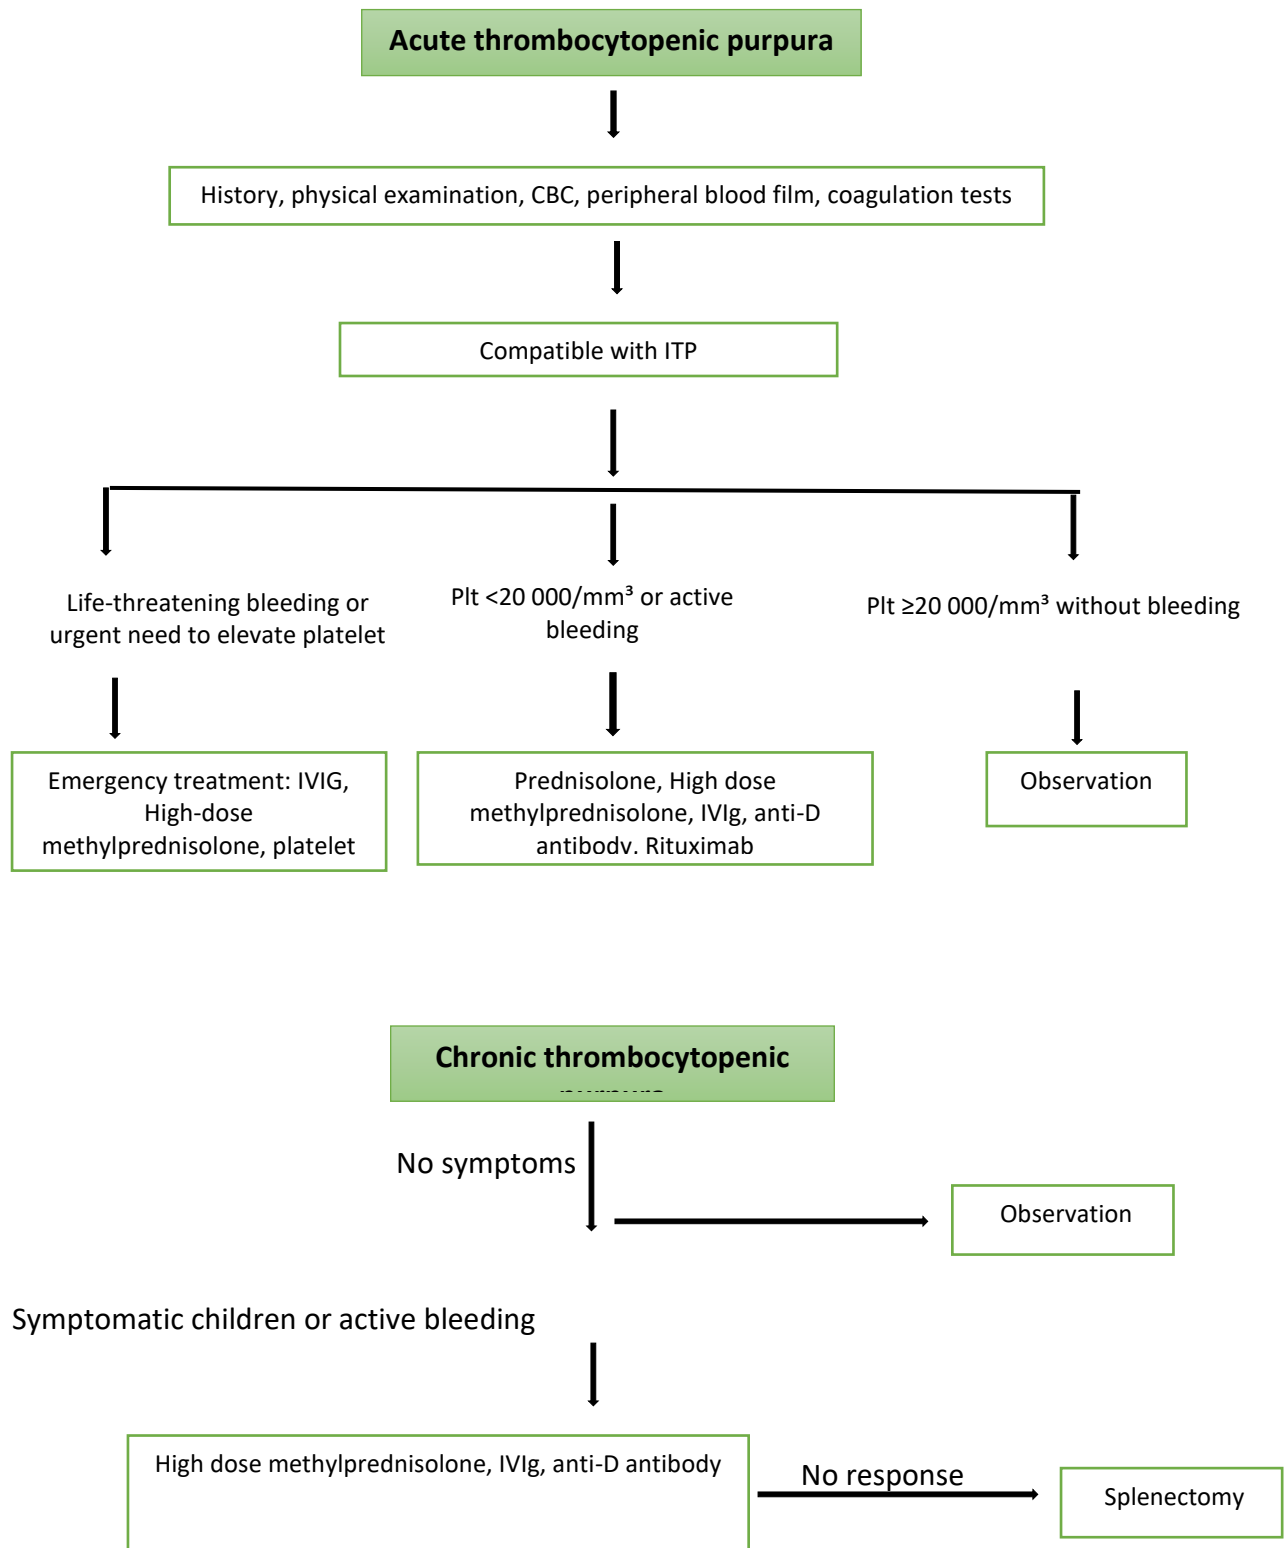 Acute thrombocytopenic purpura
History, physical examination, CBC, peripheral blood film, coagulation tests
Compatible with ITP
Life-threatening bleeding or
urgent need to elevate platelet
Plt <20 000/mm³ or active
bleeding
Plt ≥20 000/mm³ without bleeding
Emergency treatment: IVIG,
High-dose
methylprednisolone, platelet
Prednisolone, High dose
methylprednisolone, IVIg, anti-D
antibody. Rituximab
Observation
Chronic thrombocytopenic
No symptoms
Observation
Symptomatic children or active bleeding
High dose methylprednisolone, IVIg, anti-D antibody
No response
Splenectomy